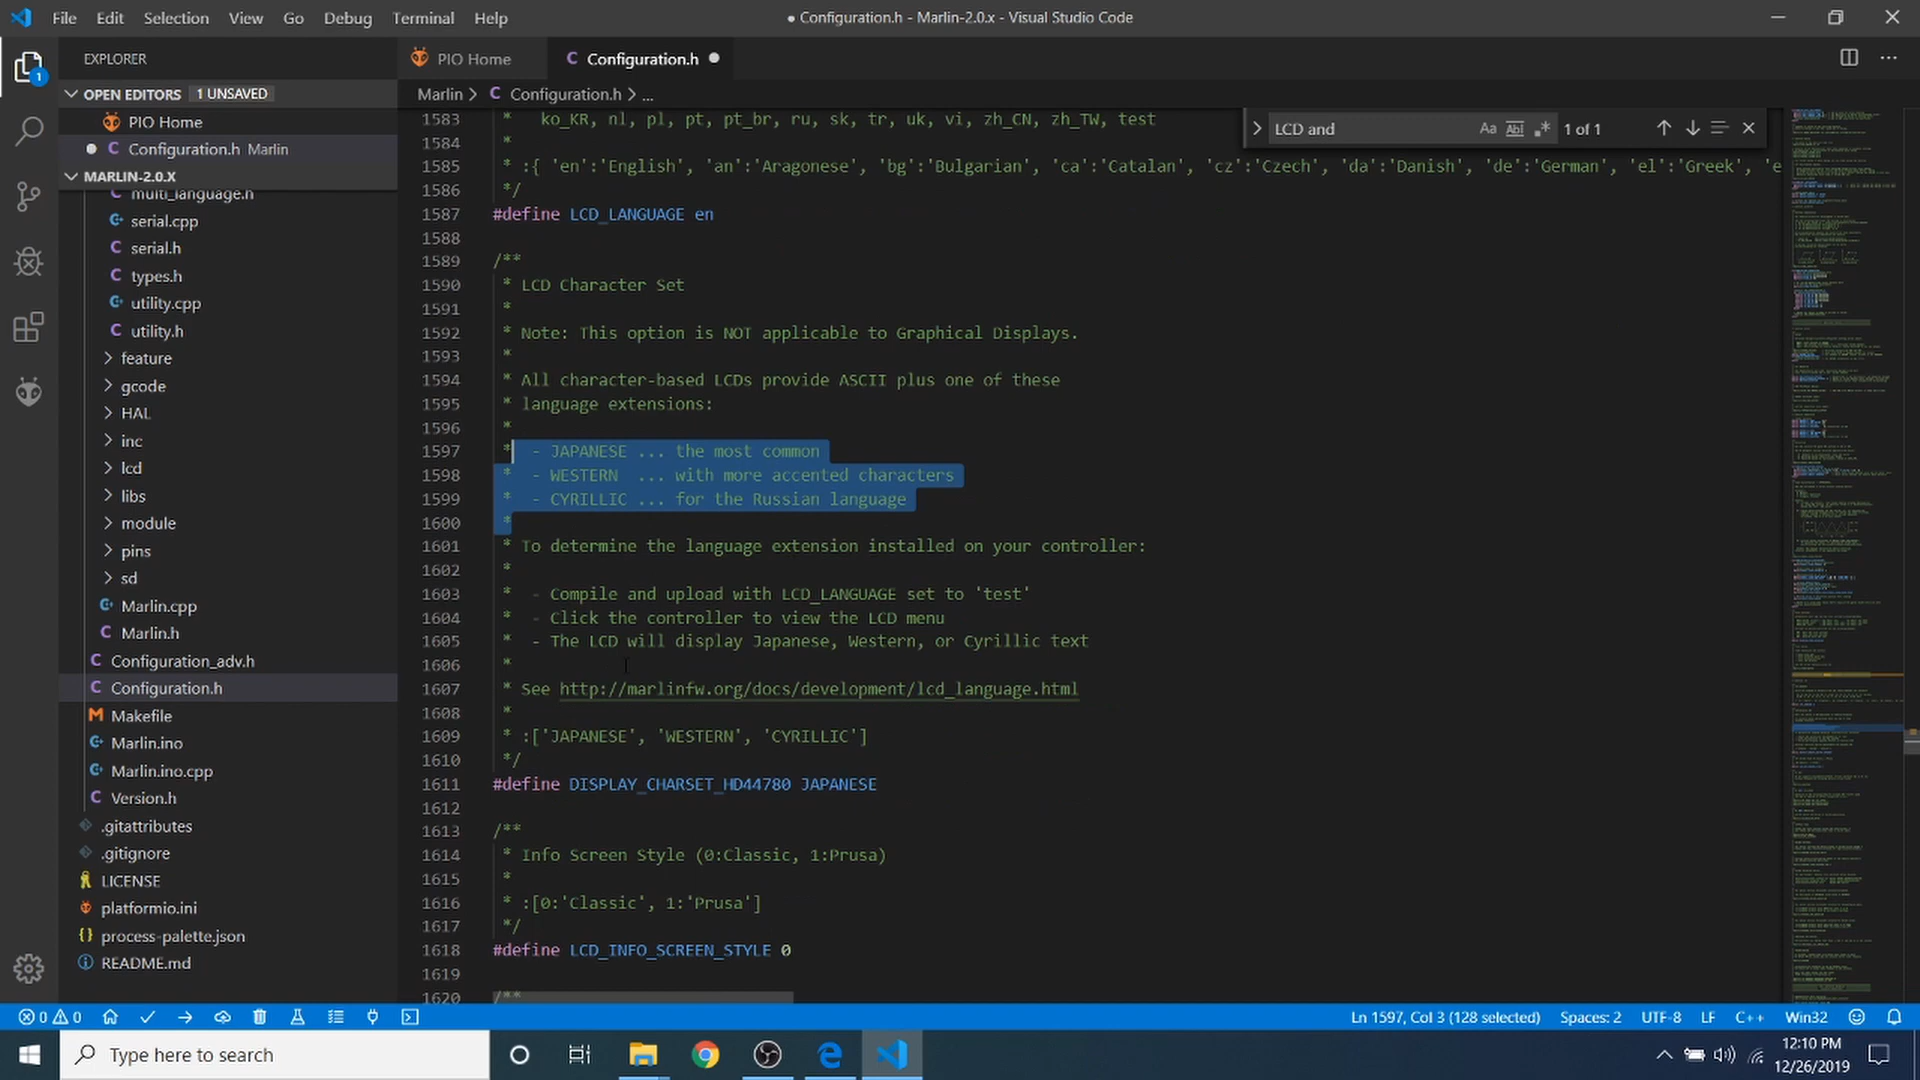 File Edit Selection View Go Debug Terminal Help
● Configuration.h - Marlin-2.0.x - Visual Studio Code
EXPLORER
1
OPEN EDITORS 1 UNSAVED
PIO Home
Configuration.h Marlin
MARLIN-2.0.X
multi_language.h
serial.cpp
serial.h
types.h
utility.cpp
utility.h
feature
gcode
HAL
inc
lcd
libs
module
pins
sd
Marlin.cpp
Marlin.h
Configuration_adv.h
Configuration.h
Makefile
Marlin.ino
Marlin.ino.cpp
Version.h
.gitattributes
.gitignore
LICENSE
platformio.ini
process-palette.json
README.md
PIO Home
Configuration.h
Marlin > C Configuration.h > ...
LCD and 1 of 1
1583 * ko_KR, nl, pl, pt, pt_br, ru, sk, tr, uk, vi, zh_CN, zh_TW, test
1584 *
1585 * :{ 'en':'English', 'an':'Aragonese', 'bg':'Bulgarian', 'ca':'Catalan', 'cz':'Czech', 'da':'Danish', 'de':'German', 'el':'Greek', 'e
1586 */
1587 #define LCD_LANGUAGE en
1588
1589 /**
1590 * LCD Character Set
1591 *
1592 * Note: This option is NOT applicable to Graphical Displays.
1593 *
1594 * All character-based LCDs provide ASCII plus one of these
1595 * language extensions:
1596 *
1597 * - JAPANESE ... the most common
1598 * - WESTERN ... with more accented characters
1599 * - CYRILLIC ... for the Russian language
1600 *
1601 * To determine the language extension installed on your controller:
1602 *
1603 * - Compile and upload with LCD_LANGUAGE set to 'test'
1604 * - Click the controller to view the LCD menu
1605 * - The LCD will display Japanese, Western, or Cyrillic text
1606 *
1607 * See http://marlinfw.org/docs/development/lcd_language.html
1608 *
1609 * :['JAPANESE', 'WESTERN', 'CYRILLIC']
1610 */
1611 #define DISPLAY_CHARSET_HD44780 JAPANESE
1612
1613 /**
1614 * Info Screen Style (0:Classic, 1:Prusa)
1615 *
1616 * :[0:'Classic', 1:'Prusa']
1617 */
1618 #define LCD_INFO_SCREEN_STYLE 0
1619
1620 /**
0 0
Ln 1597, Col 3 (128 selected) Spaces: 2 UTF-8 LF C++ Win32
Type here to search
12:10 PM
12/26/2019